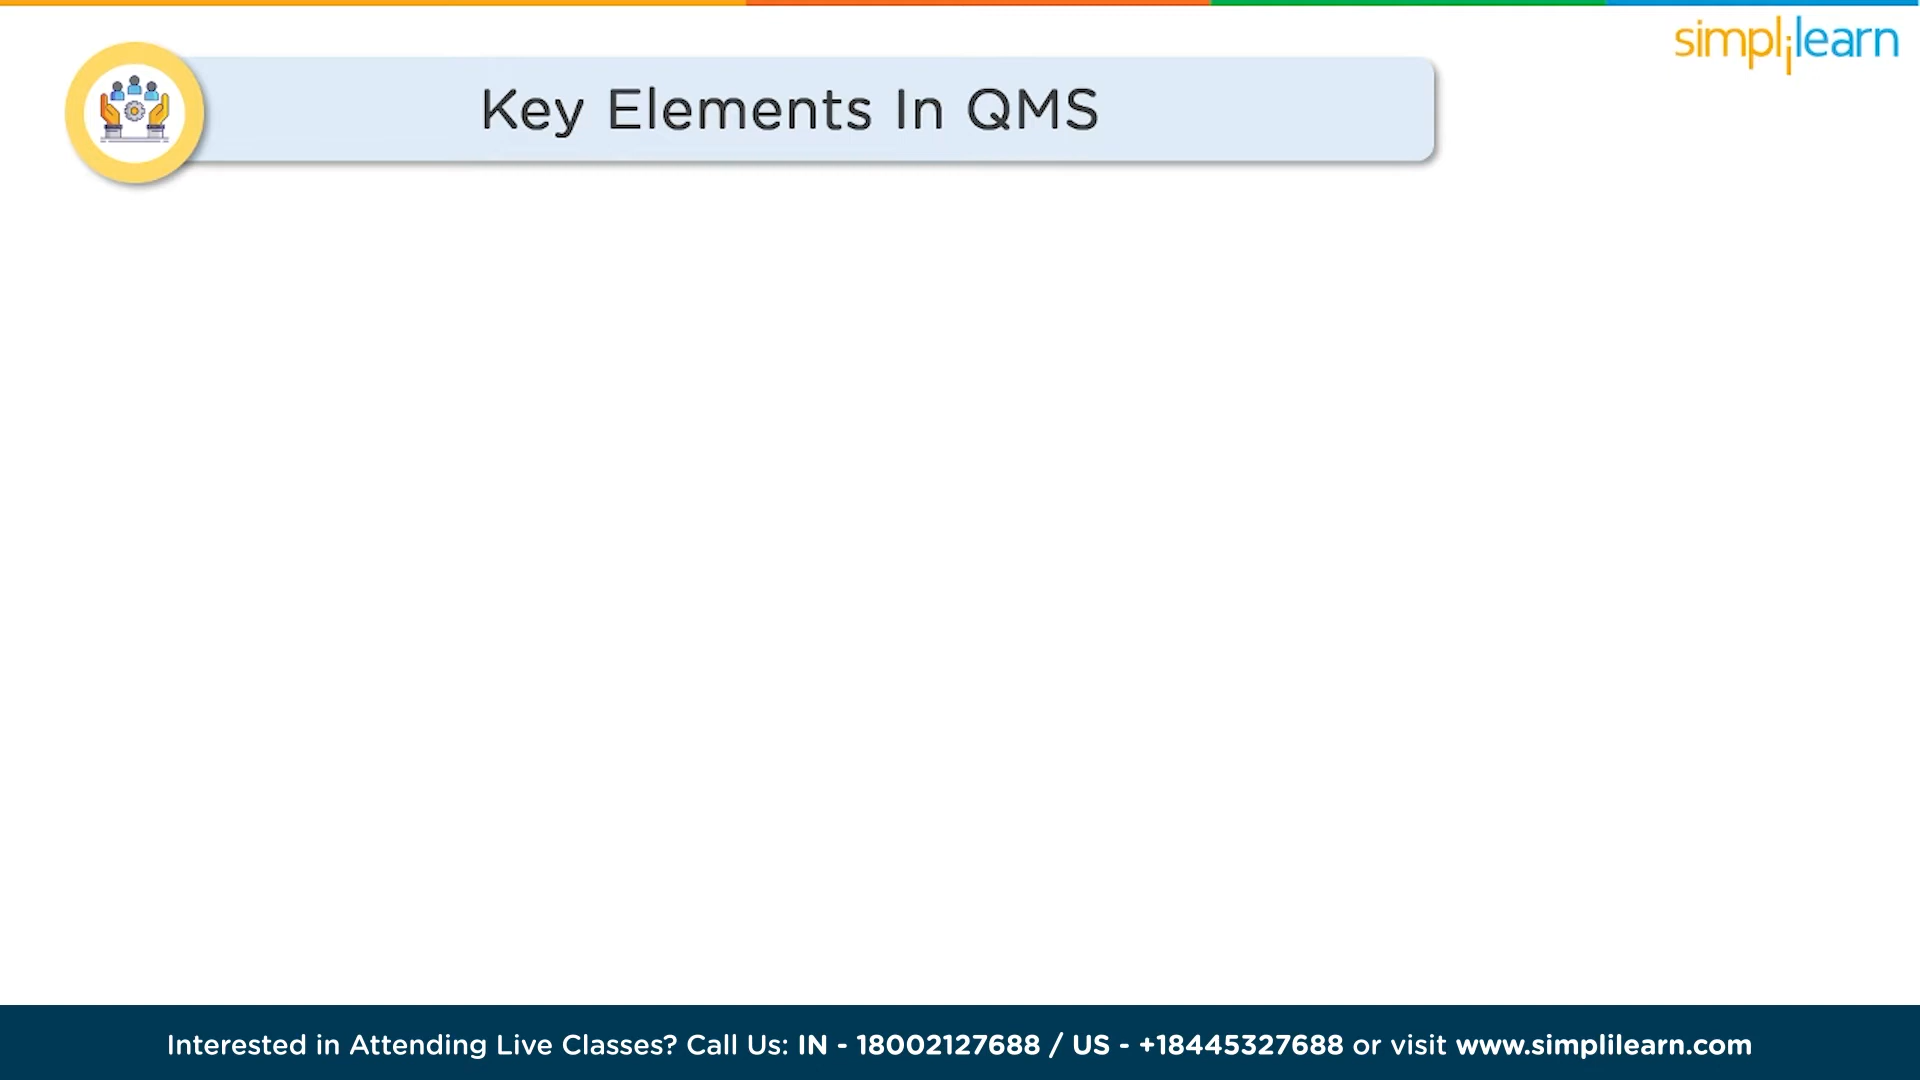 simplilearn
Key Elements In QMS
Interested in Attending Live Classes? Call Us: IN - 18002127688 / US - +18445327688 or visit www.simplilearn.com